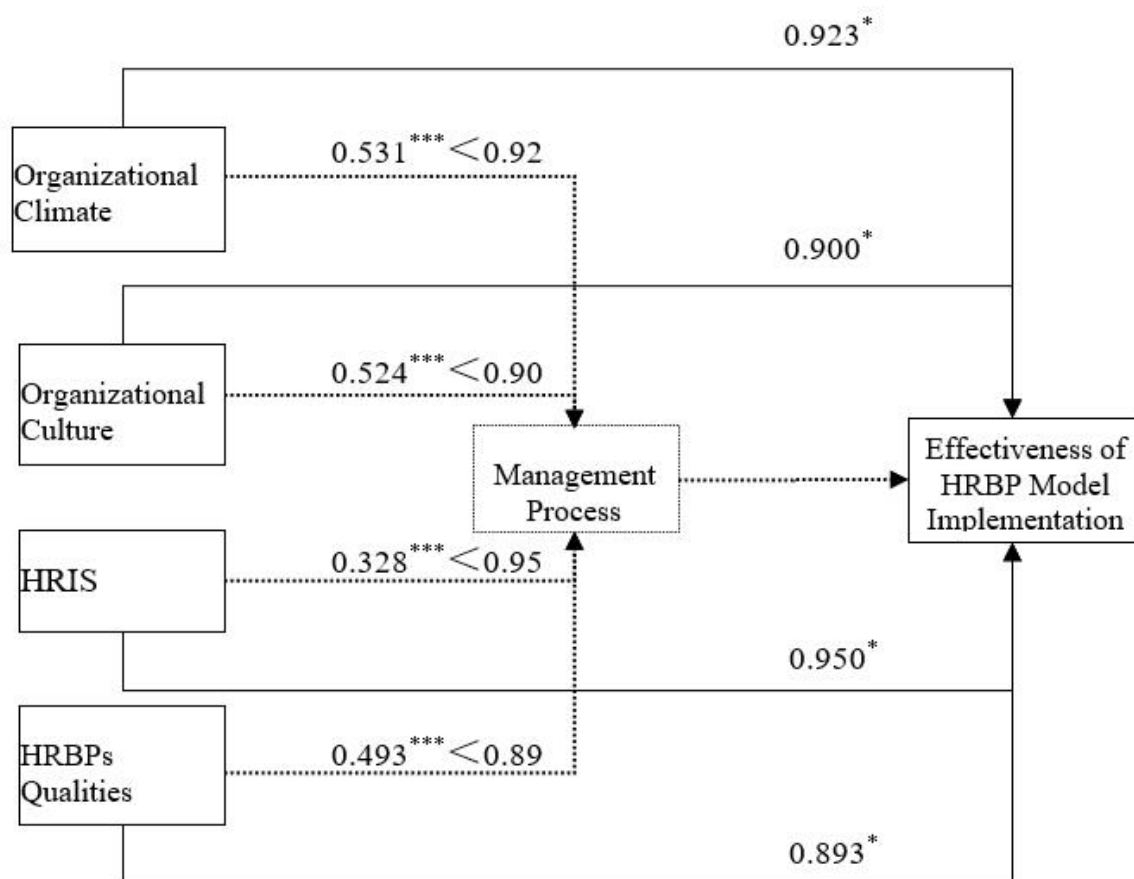 0.923*
0.531***<0.92
Organizational
Climate
0.900*
0.524***<0.90
Organizational
Culture
Management
Process
Effectiveness of
HRBP Model
Implementation
HRIS
0.328***<0.95
0.950*
HRBPs
Qualities
0.493***<0.89
0.893*